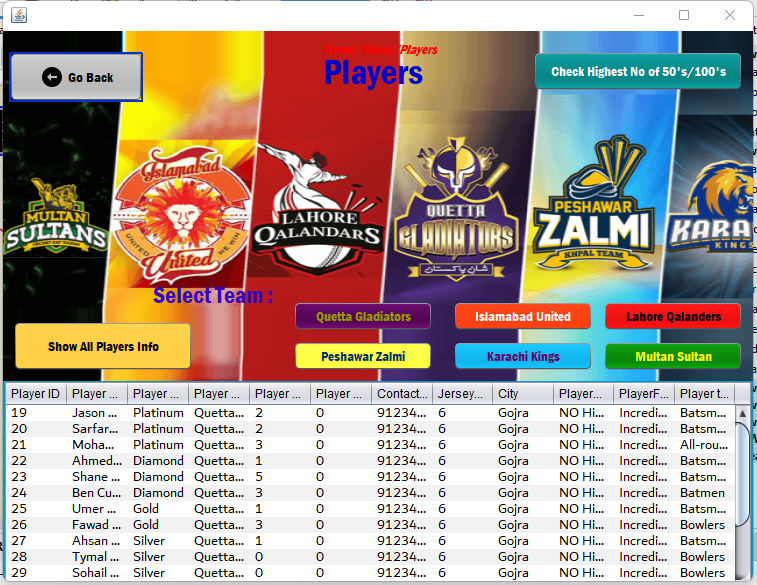 Home/Menu/Players
Go Back
Players
Check Highest No of 50's/100's
MULTAN
SULTANS
Islamabad
United
UNITED WE WIN
LAHORE
QALANDARS
QUETTA
GLADIATORS
شان پاکستان
PESHAWAR
ZALMI
KHPAL TEAM
KARA
KINGS
Select Team :
Quetta Gladiators Islamabad United Lahore Qalanders
Show All Players Info
Peshawar Zalmi Karachi Kings Multan Sultan
Player ID Player ... Player ... Player ... Player ... Player ... Contact... Jersey... City Player... PlayerF... Player t...
19 Jason ... Platinum Quetta... 2 0 91234... 6 Gojra NO Hi... Incredi... Batsm...
20 Sarfar... Platinum Quetta... 2 0 91234... 6 Gojra NO Hi... Incredi... Batsm...
21 Moha... Platinum Quetta... 3 0 91234... 6 Gojra NO Hi... Incredi... All-rou...
22 Ahmed... Diamond Quetta... 1 0 91234... 6 Gojra NO Hi... Incredi... Batsm...
23 Shane ... Diamond Quetta... 5 0 91234... 6 Gojra NO Hi... Incredi... Batsm...
24 Ben Cu... Diamond Quetta... 3 0 91234... 6 Gojra NO Hi... Incredi... Batmen
25 Umer ... Gold Quetta... 1 0 91234... 6 Gojra NO Hi... Incredi... Batsm...
26 Fawad ... Gold Quetta... 3 0 91234... 6 Gojra NO Hi... Incredi... Bowlers
27 Ahsan ... Silver Quetta... 1 0 91234... 6 Gojra NO Hi... Incredi... Batsm...
28 Tymal ... Silver Quetta... 0 0 91234... 6 Gojra NO Hi... Incredi... Bowlers
29 Sohail ... Silver Quetta... 0 0 91234... 6 Gojra NO Hi... Incredi... Bowlers